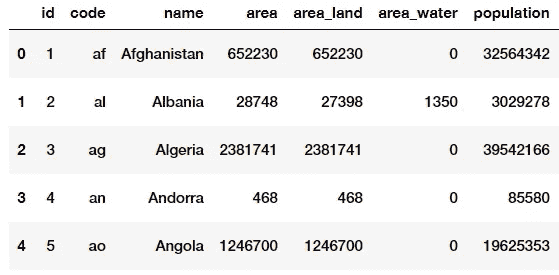 id code name area area_land area_water population
0 1 af Afghanistan 652230 652230 0 32564342
1 2 al Albania 28748 27398 1350 3029278
2 3 ag Algeria 2381741 2381741 0 39542166
3 4 an Andorra 468 468 0 85580
4 5 ao Angola 1246700 1246700 0 19625353